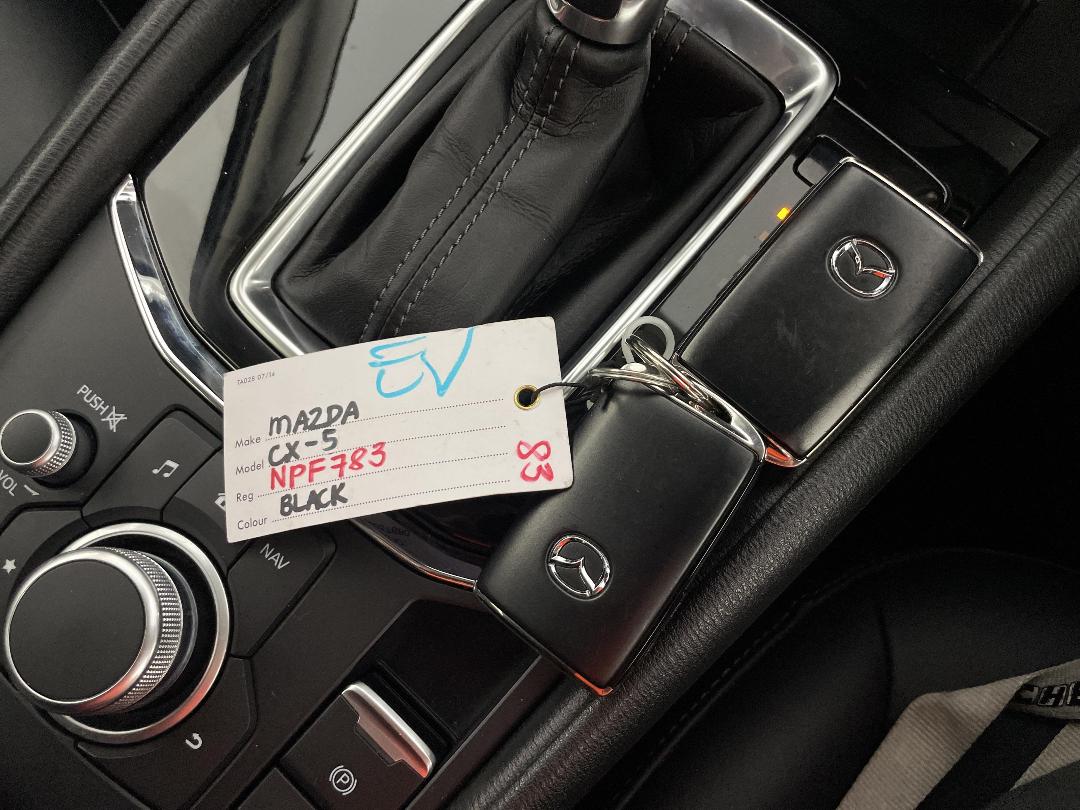 TA028 07/14
EV
Make MAZDA
Model CX-5
Reg NPF783
Colour BLACK
83
PUSH
VOL
NAV
P